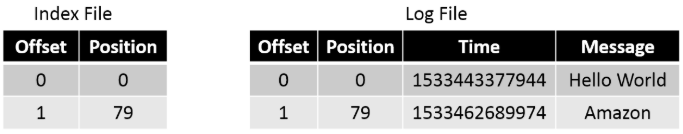 Index File
Log File
Offset Position
Offset Position Time Message
0 0
0 0 1533443377944 Hello World
1 79
1 79 1533462689974 Amazon